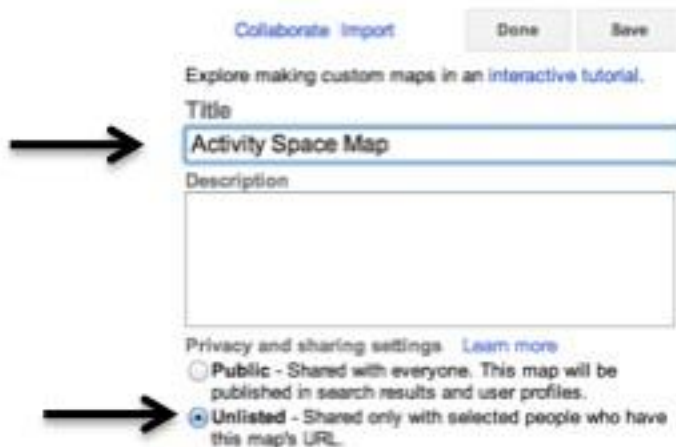 Collaborate Import Done Save
Explore making custom maps in an interactive tutorial.
Title
Activity Space Map
Description
Privacy and sharing settings Learn more
Public - Shared with everyone. This map will be
published in search results and user profiles.
Unlisted - Shared only with selected people who have
this map's URL.